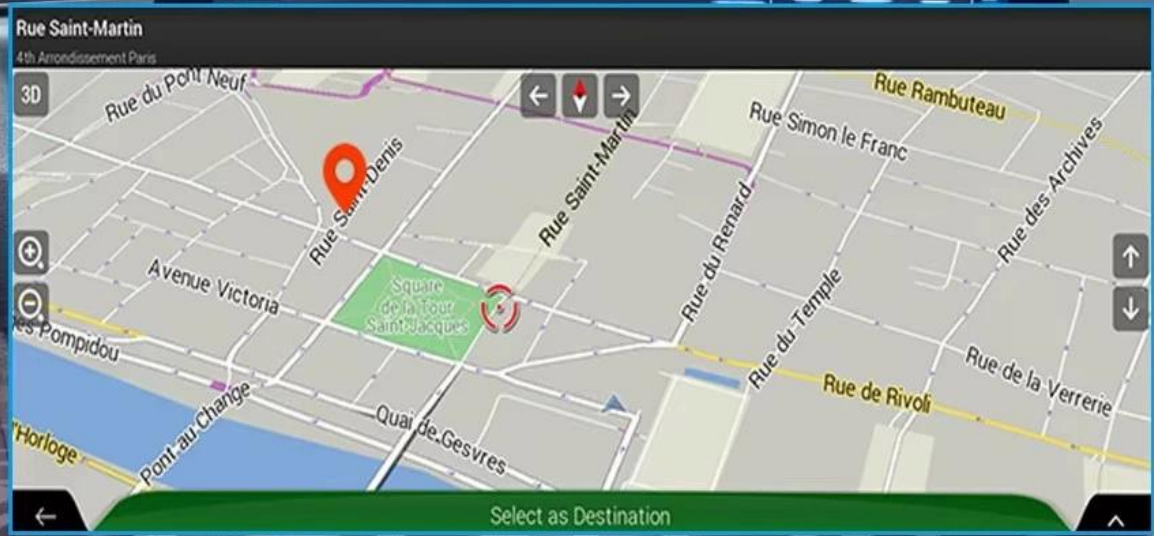 Rue Saint-Martin
4th Arrondissement Paris
3D
Rue du Pont Neuf
Rue Saint-Denis
Rue Saint-Martin
Rue Rambuteau
Rue Simon le Franc
Rue des Archives
Rue du Renard
Avenue Victoria
Square
de la Tour
Saint-Jacques
Rue du Temple
Pompidou
Rue de la Verrerie
Rue de Rivoli
Pont au Change
Quai de Gesvres
'Horloge
Select as Destination